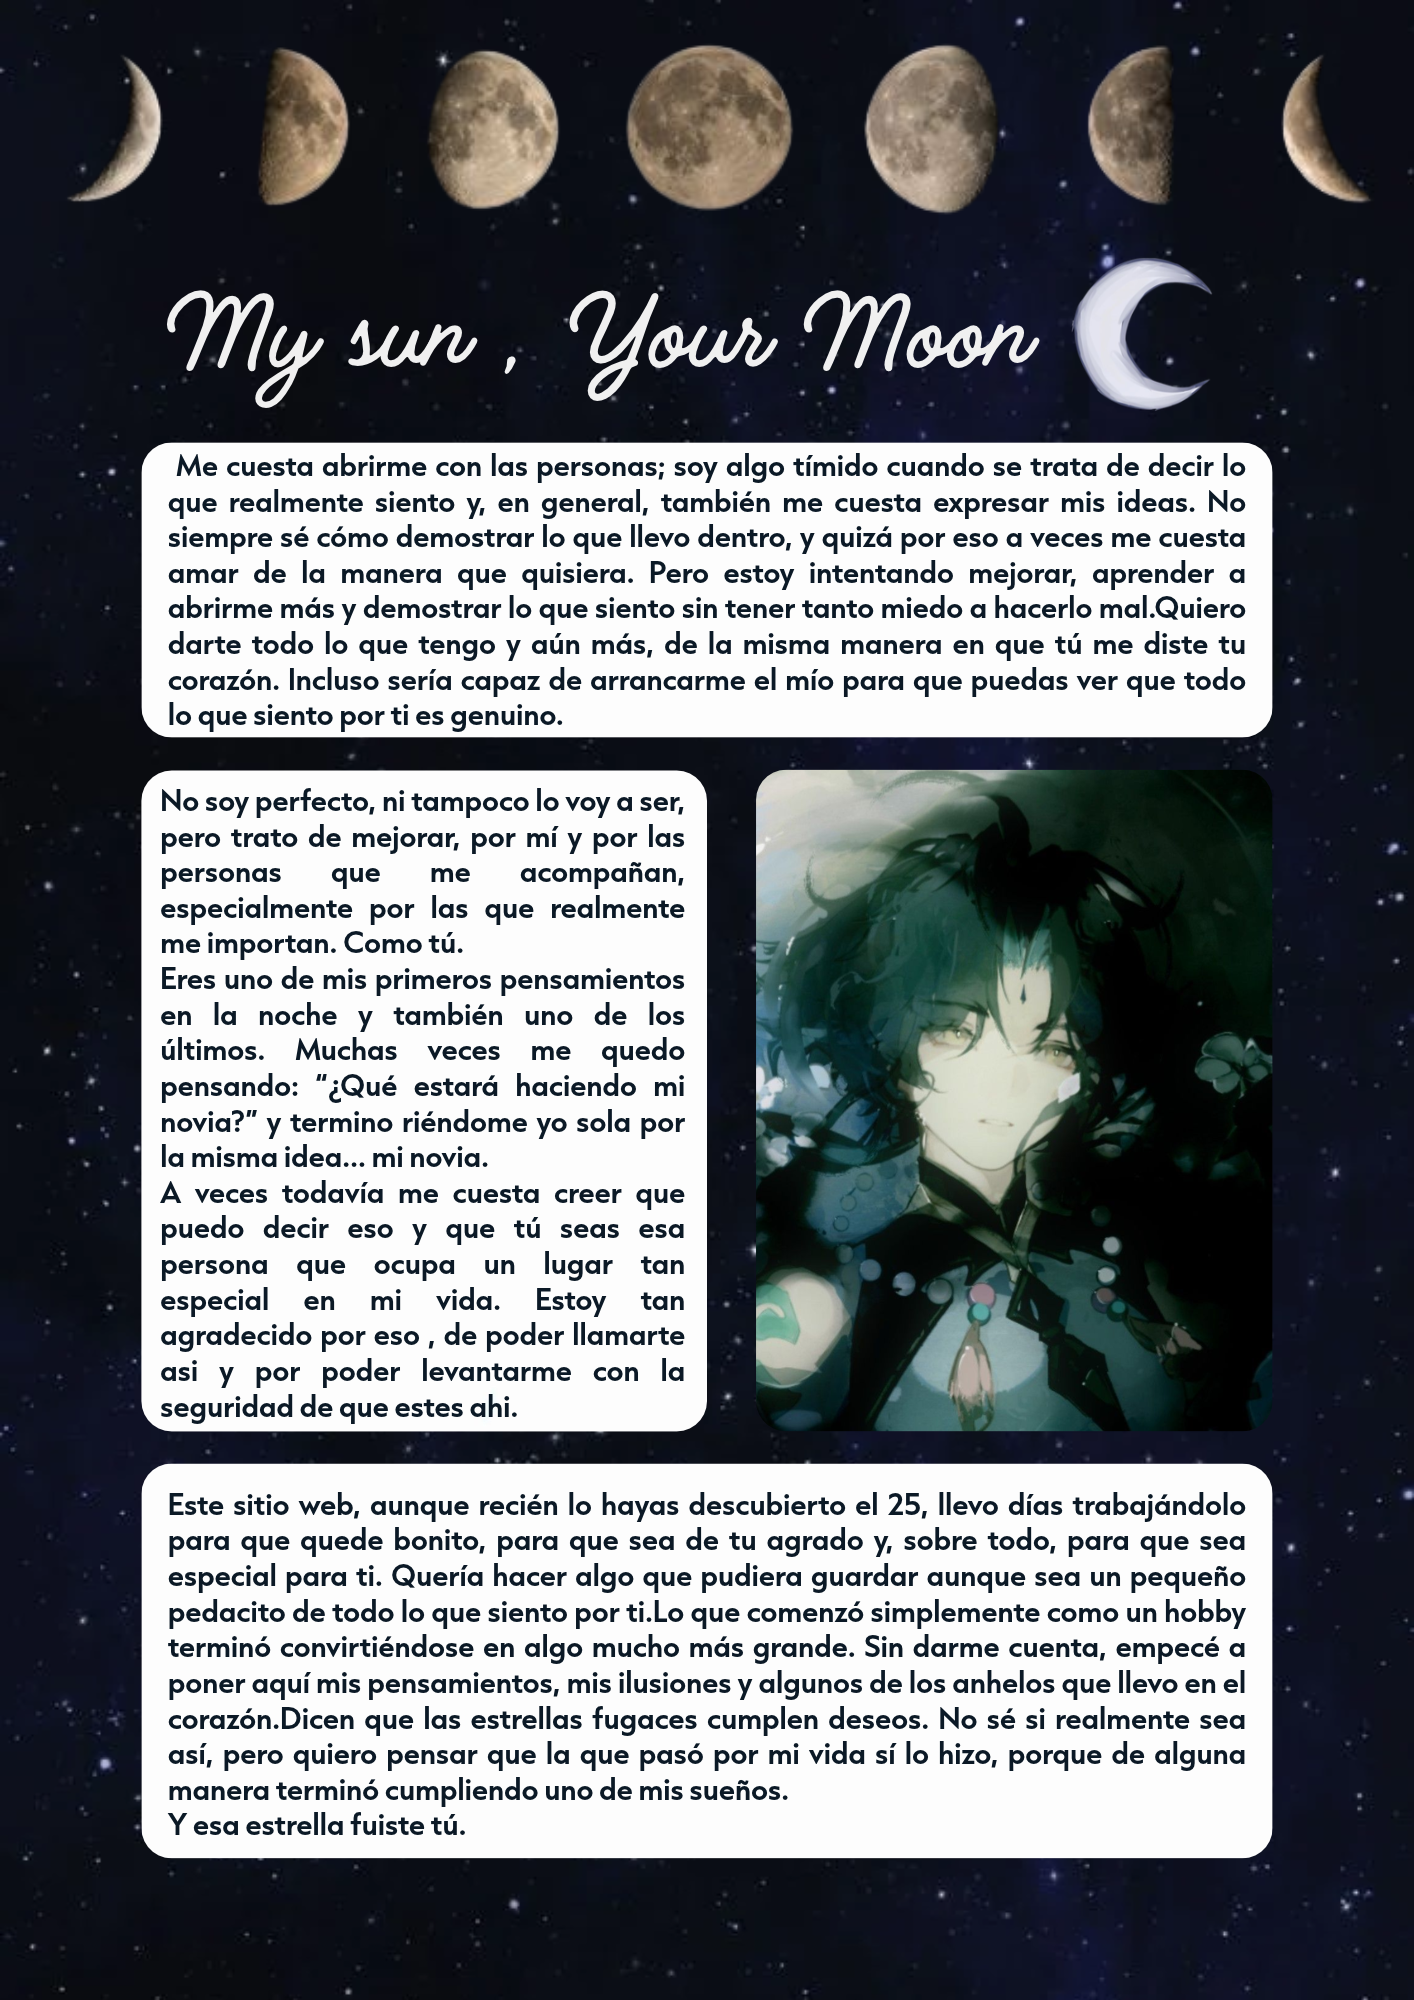 My sun , Your Moon
Me cuesta abrirme con las personas; soy algo tímido cuando se trata de decir lo
que realmente siento y, en general, también me cuesta expresar mis ideas. No
siempre sé cómo demostrar lo que llevo dentro, y quizá por eso a veces me cuesta
amar de la manera que quisiera. Pero estoy intentando mejorar, aprender a
abrirme más y demostrar lo que siento sin tener tanto miedo a hacerlo mal.Quiero
darte todo lo que tengo y aún más, de la misma manera en que tú me diste tu
corazón. Incluso sería capaz de arrancarme el mío para que puedas ver que todo
lo que siento por ti es genuino.
No soy perfecto, ni tampoco lo voy a ser,
pero trato de mejorar, por mí y por las
personas que me acompañan,
especialmente por las que realmente
me importan. Como tú.
Eres uno de mis primeros pensamientos
en la noche y también uno de los
últimos. Muchas veces me quedo
pensando: “¿Qué estará haciendo mi
novia?” y termino riéndome yo sola por
la misma idea... mi novia.
A veces todavía me cuesta creer que
puedo decir eso y que tú seas esa
persona que ocupa un lugar tan
especial en mi vida. Estoy tan
agradecido por eso , de poder llamarte
asi y por poder levantarme con la
seguridad de que estes ahi.
Este sitio web, aunque recién lo hayas descubierto el 25, llevo días trabajándolo
para que quede bonito, para que sea de tu agrado y, sobre todo, para que sea
especial para ti. Quería hacer algo que pudiera guardar aunque sea un pequeño
pedacito de todo lo que siento por ti.Lo que comenzó simplemente como un hobby
terminó convirtiéndose en algo mucho más grande. Sin darme cuenta, empecé a
poner aquí mis pensamientos, mis ilusiones y algunos de los anhelos que llevo en el
corazón.Dicen que las estrellas fugaces cumplen deseos. No sé si realmente sea
así, pero quiero pensar que la que pasó por mi vida sí lo hizo, porque de alguna
manera terminó cumpliendo uno de mis sueños.
Y esa estrella fuiste tú.